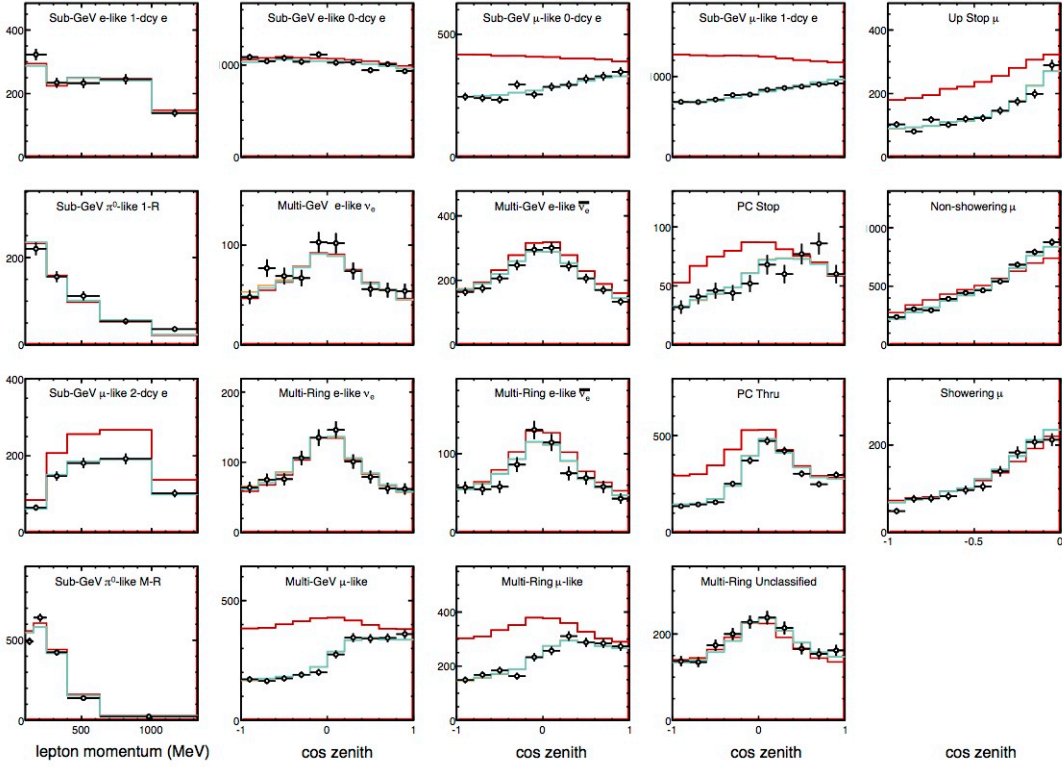 Sub-GeV e-like 1-dcy e
Sub-GeV e-like 0-dcy e
Sub-GeV μ-like 0-dcy e
Sub-GeV μ-like 1-dcy e
Up Stop μ
400
200
0
1000
0
500
0
1000
0
400
200
0
Sub-GeV π⁰-like 1-R
Multi-GeV e-like νₑ
Multi-GeV e-like ν̅ₑ
PC Stop
Non-showering μ
200
0
100
0
400
300
200
100
0
100
50
0
1000
500
0
Sub-GeV μ-like 2-dcy e
Multi-Ring e-like νₑ
Multi-Ring e-like ν̅ₑ
PC Thru
Showering μ
400
200
0
200
150
100
50
0
100
0
500
0
200
0
-1 -0.5 0
Sub-GeV π⁰-like M-R
Multi-GeV μ-like
Multi-Ring μ-like
Multi-Ring Unclassified
500
0
500
0
400
200
0
200
0
500 1000
-1 0 1
-1 0 1
-1 0 1
lepton momentum (MeV)
cos zenith
cos zenith
cos zenith
cos zenith